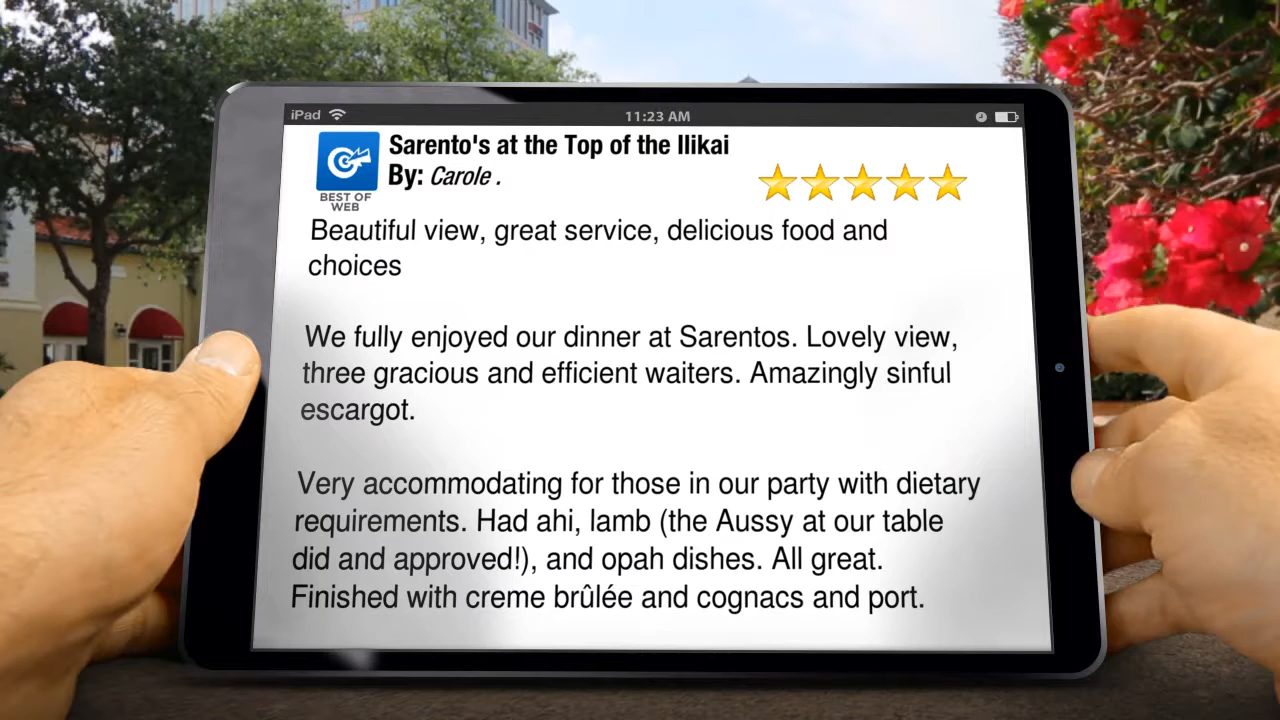 iPad 11:23 AM
Sarento's at the Top of the Ilikai
By: Carole .
BEST OF
WEB
Beautiful view, great service, delicious food and
choices
We fully enjoyed our dinner at Sarentos. Lovely view,
three gracious and efficient waiters. Amazingly sinful
escargot.
Very accommodating for those in our party with dietary
requirements. Had ahi, lamb (the Aussy at our table
did and approved!), and opah dishes. All great.
Finished with creme brûlée and cognacs and port.